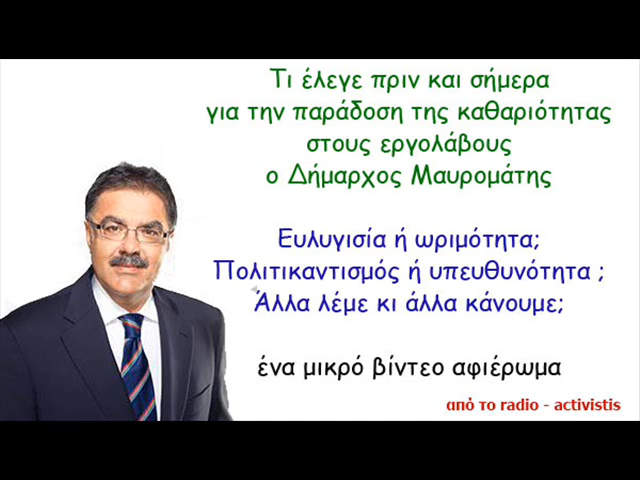 Τι έλεγε πριν και σήμερα
για την παράδοση της καθαριότητας
στους εργολάβους
ο Δήμαρχος Μαυρομάτης
Ευλυγισία ή ωριμότητα;
Πολιτικαντισμός ή υπευθυνότητα ;
Άλλα λέμε κι άλλα κάνουμε;
ένα μικρό βίντεο αφιέρωμα
από το radio - activistis